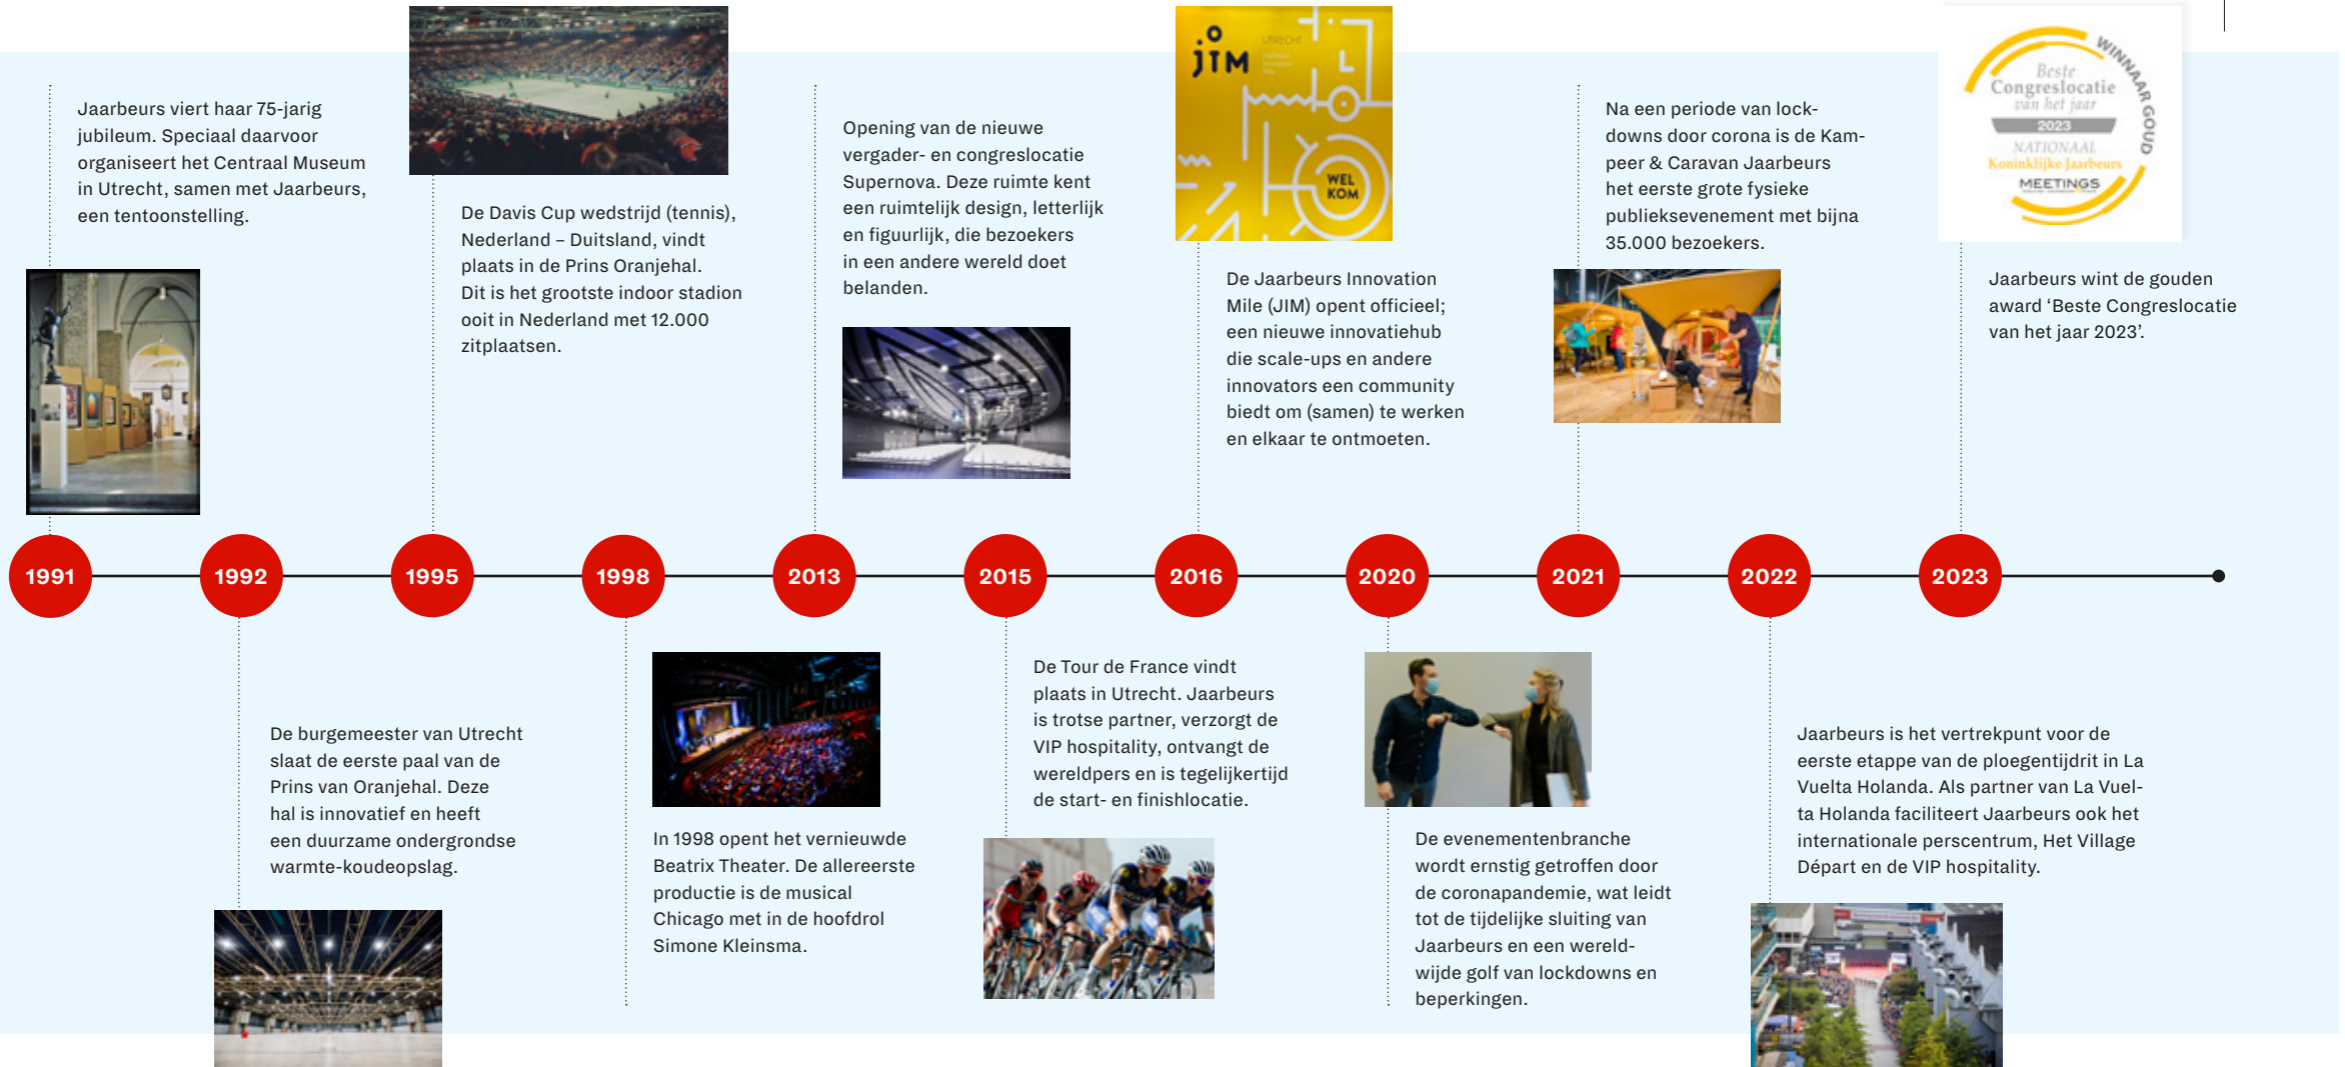 Jaarbeurs viert haar 75-jarig
jubileum. Speciaal daarvoor
organiseert het Centraal Museum
in Utrecht, samen met Jaarbeurs,
een tentoonstelling.
De Davis Cup wedstrijd (tennis),
Nederland – Duitsland, vindt
plaats in de Prins Oranjehal.
Dit is het grootste indoor stadion
ooit in Nederland met 12.000
zitplaatsen.
Opening van de nieuwe
vergader- en congreslocatie
Supernova. Deze ruimte kent
een ruimtelijk design, letterlijk
en figuurlijk, die bezoekers
in een andere wereld doet
belanden.
JIM
UTRECHT
WEL
KOM
De Jaarbeurs Innovation
Mile (JIM) opent officieel;
een nieuwe innovatiehub
die scale-ups en andere
innovators een community
biedt om (samen) te werken
en elkaar te ontmoeten.
Na een periode van lock-
downs door corona is de Kam-
peer & Caravan Jaarbeurs
het eerste grote fysieke
publieksevenement met bijna
35.000 bezoekers.
WINNAAR GOUD
Beste
Congreslocatie
van het jaar
2023
NATIONAAL
Koninklijke Jaarbeurs
MEETINGS
Jaarbeurs wint de gouden
award ‘Beste Congreslocatie
van het jaar 2023’.
1991
1992
1995
1998
2013
2015
2016
2020
2021
2022
2023
De burgemeester van Utrecht
slaat de eerste paal van de
Prins van Oranjehal. Deze
hal is innovatief en heeft
een duurzame ondergrondse
warmte-koudeopslag.
In 1998 opent het vernieuwde
Beatrix Theater. De allereerste
productie is de musical
Chicago met in de hoofdrol
Simone Kleinsma.
De Tour de France vindt
plaats in Utrecht. Jaarbeurs
is trotse partner, verzorgt de
VIP hospitality, ontvangt de
wereldpers en is tegelijkertijd
de start- en finishlocatie.
De evenementenbranche
wordt ernstig getroffen door
de coronapandemie, wat leidt
tot de tijdelijke sluiting van
Jaarbeurs en een wereld-
wijde golf van lockdowns en
beperkingen.
Jaarbeurs is het vertrekpunt voor de
eerste etappe van de ploegentijdrit in La
Vuelta Holanda. Als partner van La Vuel-
ta Holanda faciliteert Jaarbeurs ook het
internationale perscentrum, Het Village
Départ en de VIP hospitality.